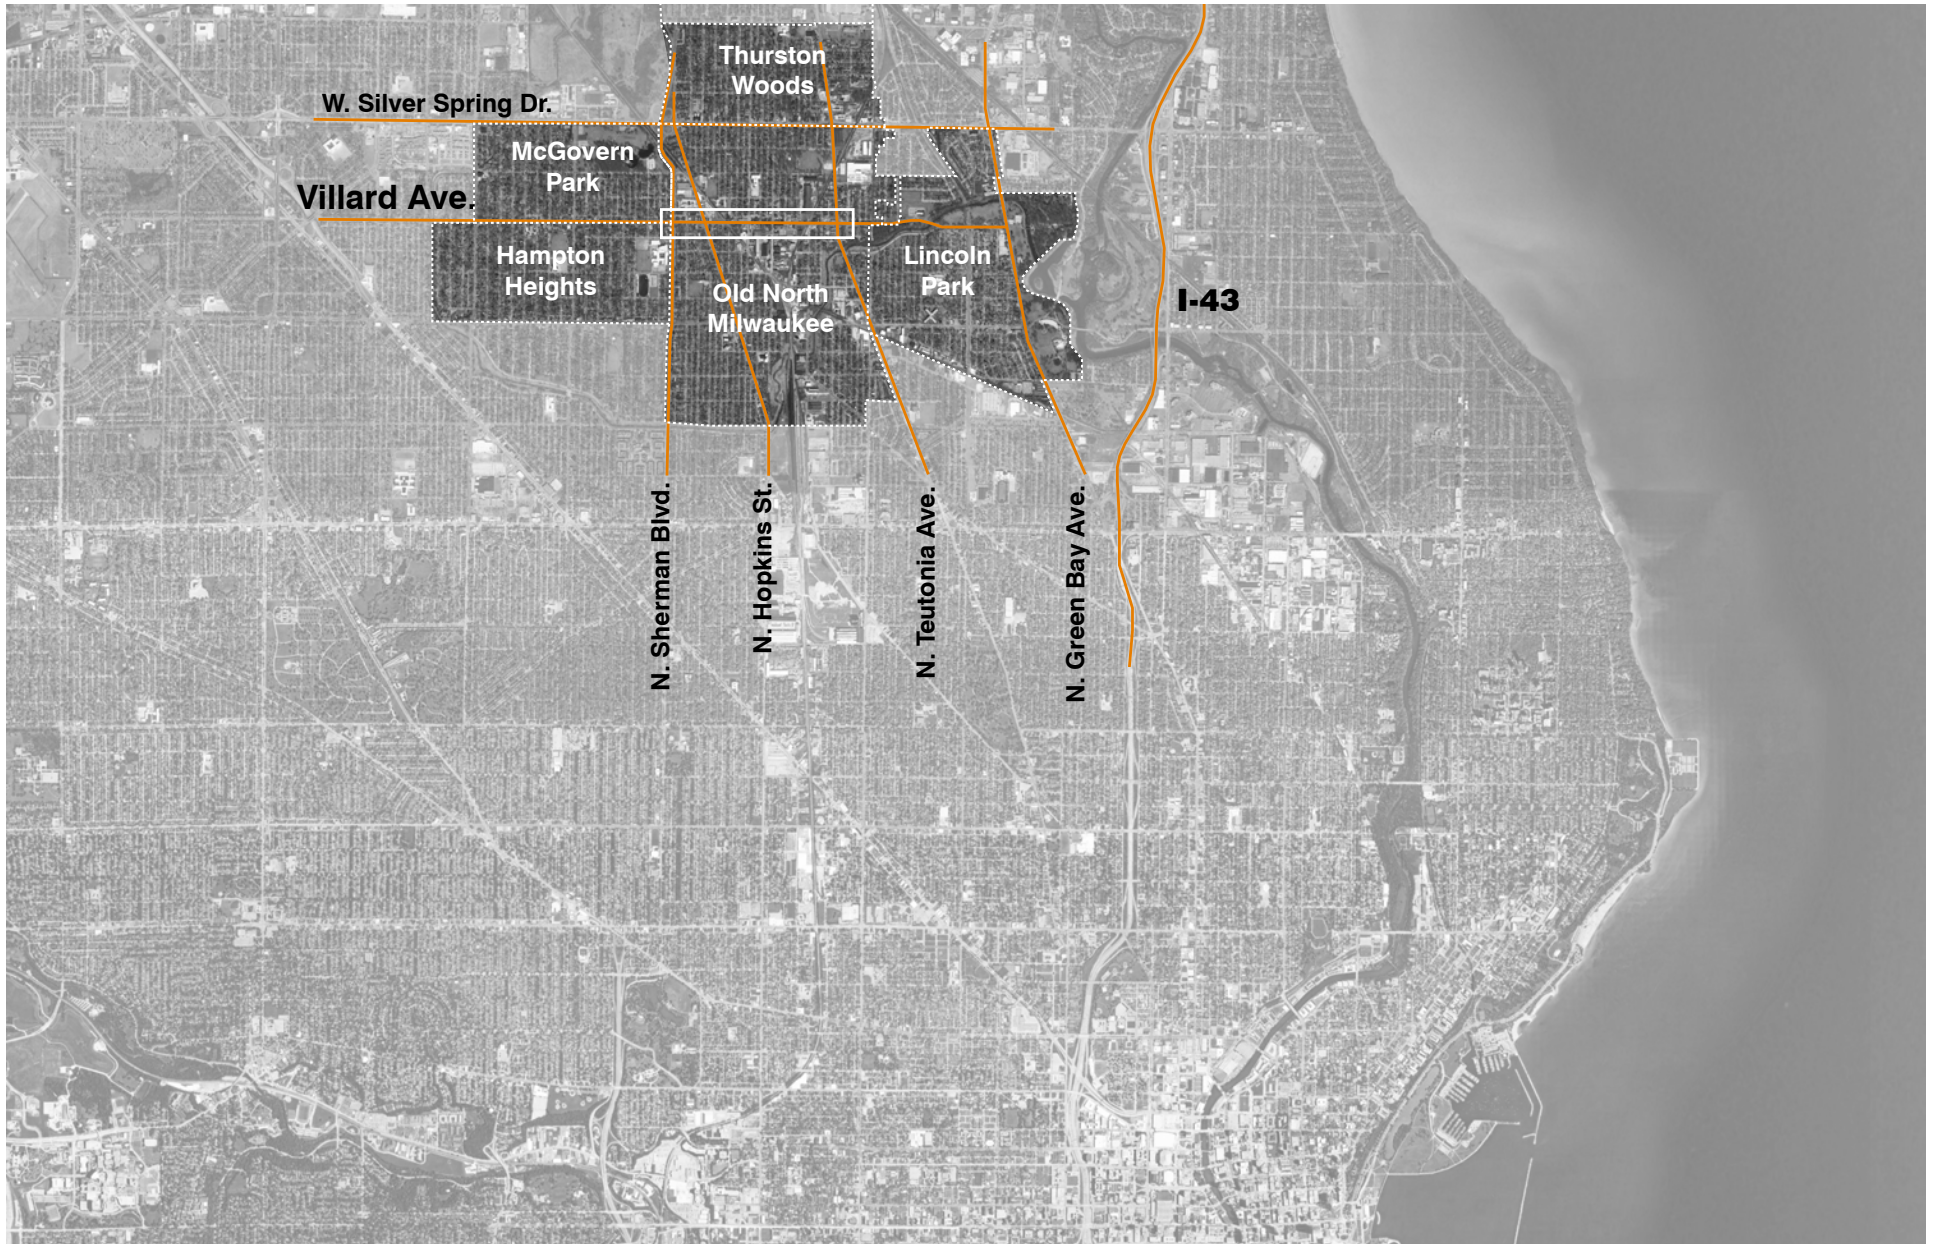 Thurston
Woods
W. Silver Spring Dr.
McGovern
Park
Villard Ave.
Hampton
Heights
Lincoln
Park
Old North
Milwaukee
I-43
N. Sherman Blvd.
N. Hopkins St.
N. Teutonia Ave.
N. Green Bay Ave.